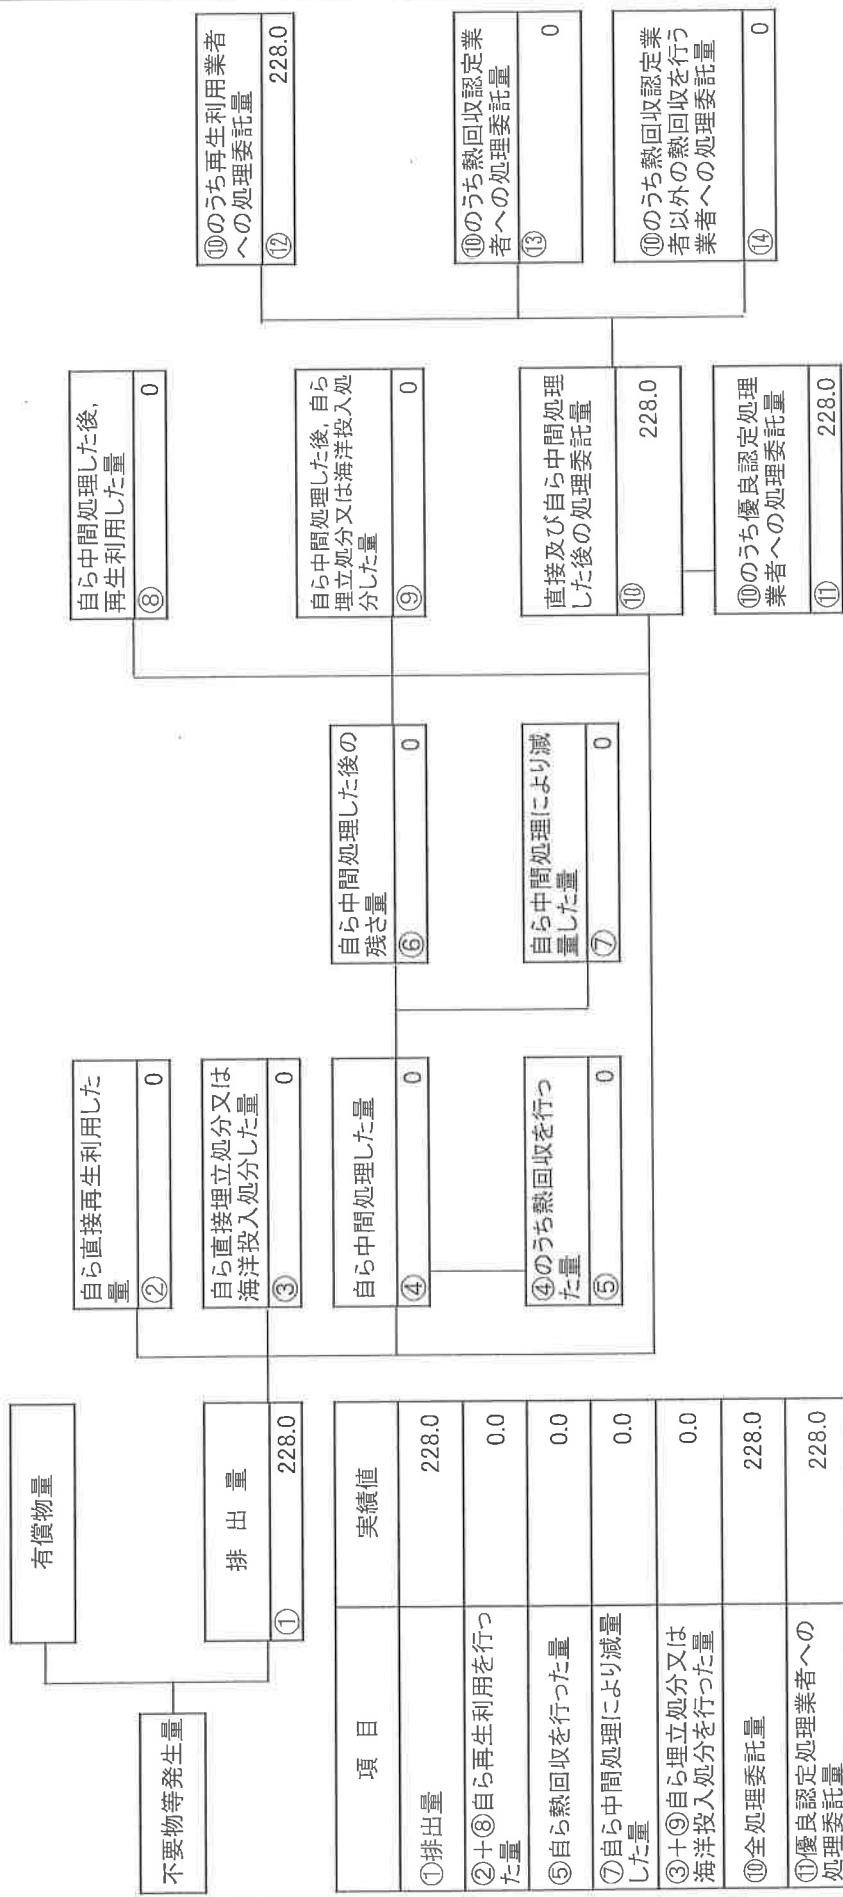 不要物等発生量
有償物量
排 出 量
① 228.0
自ら直接再生利用した
量
② 0
自ら直接埋立処分又は
海洋投入処分した量
③ 0
自ら中間処理した量
④ 0
④のうち熱回収を行っ
た量
⑤ 0
自ら中間処理した後の
残さ量
⑥ 0
自ら中間処理により減
量した量
⑦ 0
自ら中間処理した後,
再生利用した量
⑧ 0
自ら中間処理した後,自ら
埋立処分又は海洋投入処
分した量
⑨ 0
直接及び自ら中間処理
した後の処理委託量
⑩ 228.0
⑩のうち優良認定処理
業者への処理委託量
⑪ 228.0
⑩のうち再生利用業者
への処理委託量
⑫ 228.0
⑩のうち熱回収認定業
者への処理委託量
⑬ 0
⑩のうち熱回収認定業
者以外の熱回収を行う
業者への処理委託量
⑭ 0
項 目 実績値
①排出量 228.0
②+⑧自ら再生利用を行っ
た量 0.0
⑤自ら熱回収を行った量 0.0
⑦自ら中間処理により減量
した量 0.0
③+⑨自ら埋立処分又は
海洋投入処分を行った量 0.0
⑩全処理委託量 228.0
⑪優良認定処理業者への
処理委託量 228.0